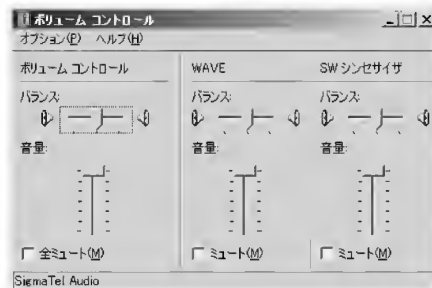 ボリューム コントロール
オプション(P) ヘルプ(H)
ボリューム コントロール
バランス:
音量:
全ミュート(M)
WAVE
バランス:
音量:
ミュート(M)
SW シンセサイザ
バランス:
音量:
ミュート(M)
SigmaTel Audio